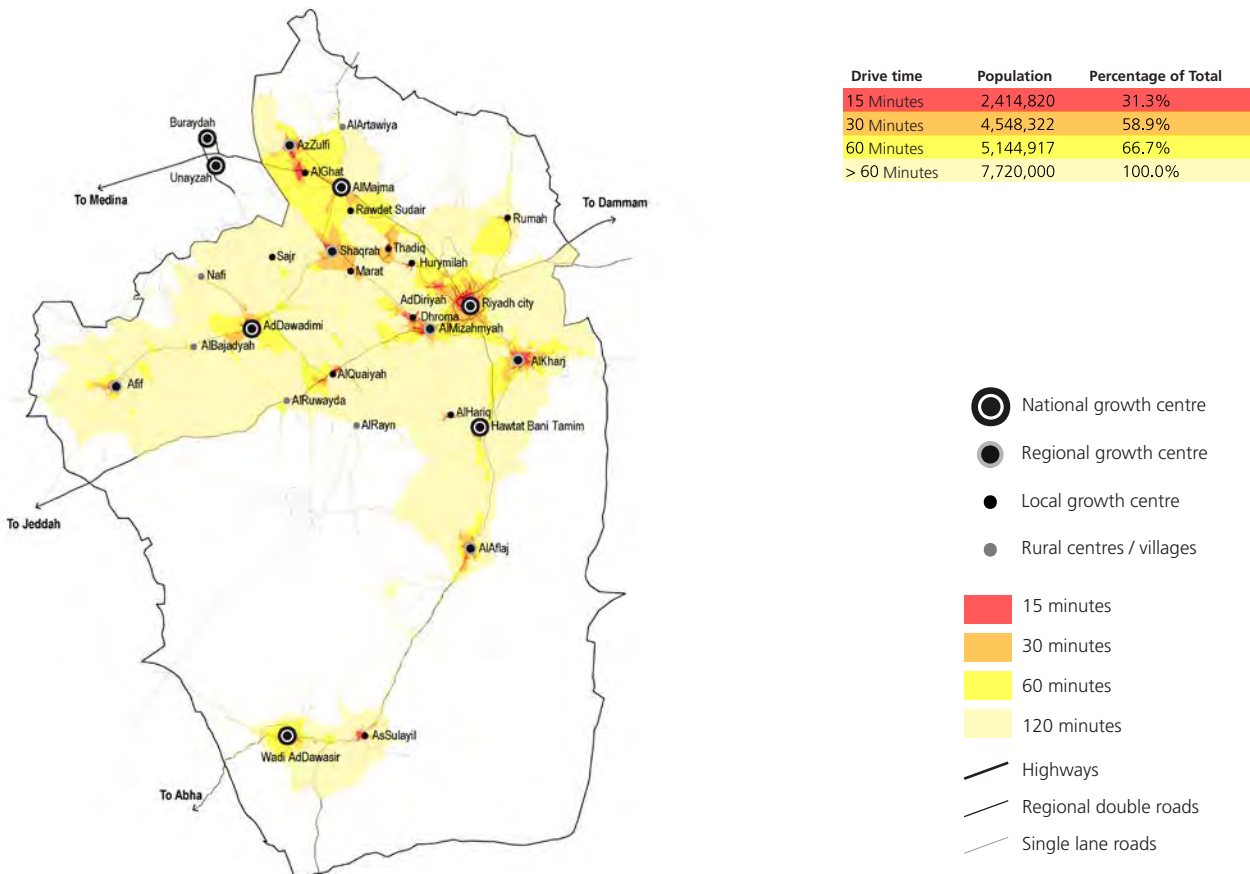 Drive time Population Percentage of Total
15 Minutes 2,414,820 31.3%
30 Minutes 4,548,322 58.9%
60 Minutes 5,144,917 66.7%
> 60 Minutes 7,720,000 100.0%
Buraydah
AlArtawiya
AzZulfi
Unayzah
AlGhat
AlMajma
To Medina
To Dammam
Rawdet Sudair
Rumah
Shaqrah
Thadiq
Sajr
Hurymilah
Nafi
Marat
AdDiriyah
Riyadh city
Dhroma
AdDawadimi
AlMizahmyah
AlBajadyah
AlKharj
AlQuaiyah
Afif
AlRuwayda
AlHariq
AlRayn
Hawtat Bani Tamim
To Jeddah
AlAflaj
AsSulayil
Wadi AdDawasir
To Abha
National growth centre
Regional growth centre
Local growth centre
Rural centres / villages
15 minutes
30 minutes
60 minutes
120 minutes
Highways
Regional double roads
Single lane roads